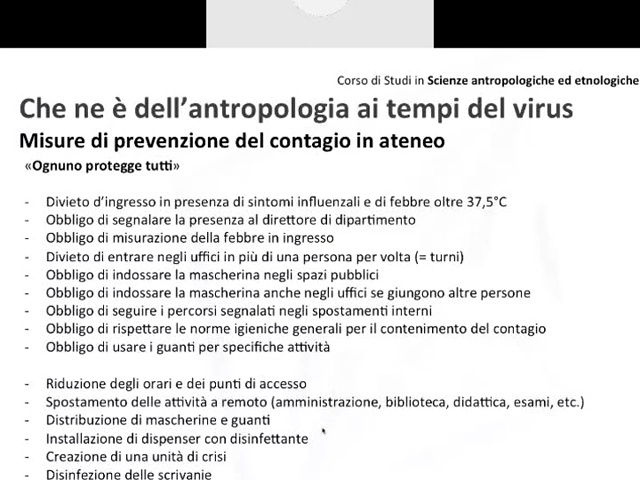 Corso di Studi in Scienze antropologiche ed etnologiche
Che ne è dell'antropologia ai tempi del virus
Misure di prevenzione del contagio in ateneo
«Ognuno protegge tutti»
- Divieto d'ingresso in presenza di sintomi influenzali e di febbre oltre 37,5°C
- Obbligo di segnalare la presenza al direttore di dipartimento
- Obbligo di misurazione della febbre in ingresso
- Divieto di entrare negli uffici in più di una persona per volta (= turni)
- Obbligo di indossare la mascherina negli spazi pubblici
- Obbligo di indossare la mascherina anche negli uffici se giungono altre persone
- Obbligo di seguire i percorsi segnalati negli spostamenti interni
- Obbligo di rispettare le norme igieniche generali per il contenimento del contagio
- Obbligo di usare i guanti per specifiche attività
- Riduzione degli orari e dei punti di accesso
- Spostamento delle attività a remoto (amministrazione, biblioteca, didattica, esami, etc.)
- Distribuzione di mascherine e guanti
- Installazione di dispenser con disinfettante
- Creazione di una unità di crisi
- Disinfezione delle scrivanie